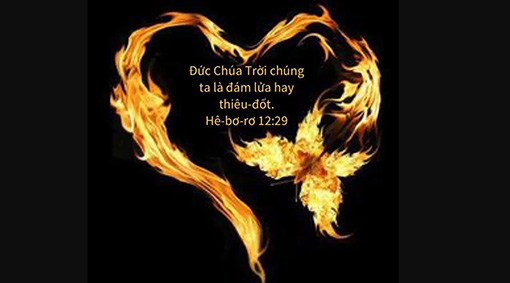 Đức Chúa Trời chúng
ta là đám lửa hay
thiêu-đốt.
Hê-bơ-rơ 12:29